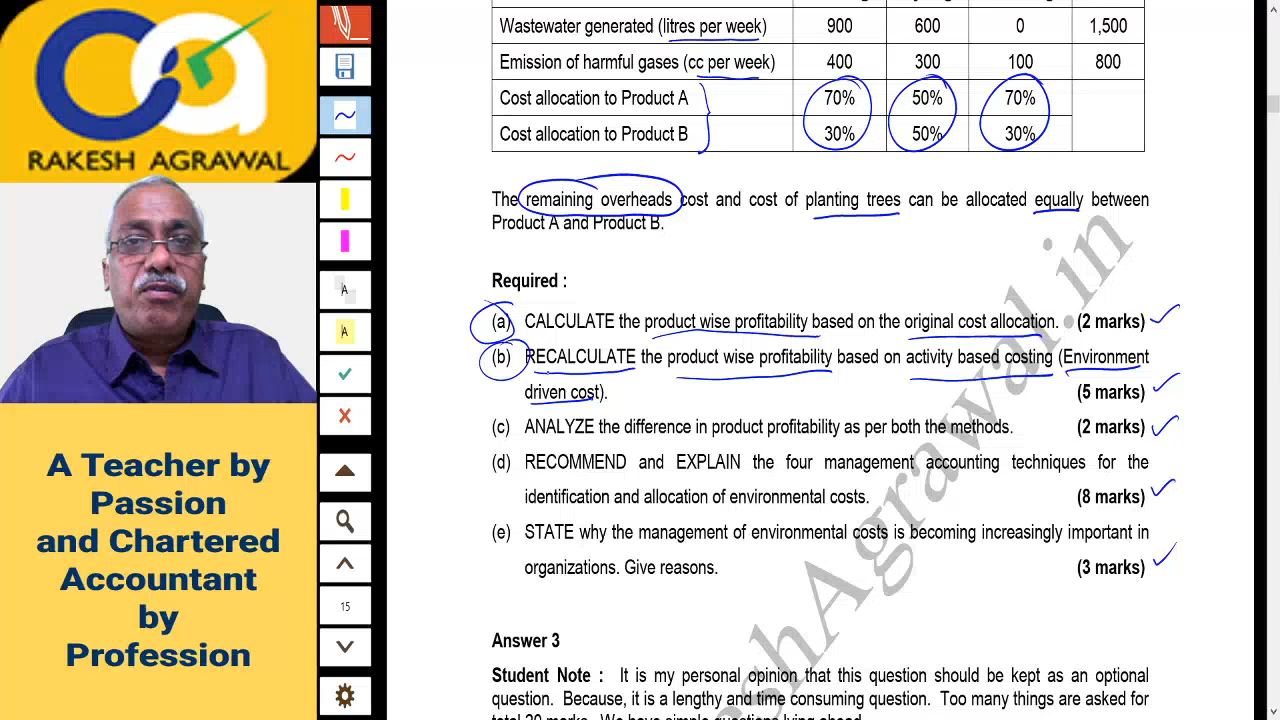 RAKESH AGRAWAL
A Teacher by
Passion
and Chartered
Accountant
by
Profession
A
A
15
Wastewater generated (litres per week) 900 600 0 1,500
Emission of harmful gases (cc per week) 400 300 100 800
Cost allocation to Product A 70% 50% 70%
Cost allocation to Product B 30% 50% 30%
The remaining overheads cost and cost of planting trees can be allocated equally between
Product A and Product B.
Required :
(a) CALCULATE the product wise profitability based on the original cost allocation. (2 marks)
(b) RECALCULATE the product wise profitability based on activity based costing (Environment
driven cost). (5 marks)
(c) ANALYZE the difference in product profitability as per both the methods. (2 marks)
(d) RECOMMEND and EXPLAIN the four management accounting techniques for the
identification and allocation of environmental costs. (8 marks)
(e) STATE why the management of environmental costs is becoming increasingly important in
organizations. Give reasons. (3 marks)
Answer 3
Student Note : It is my personal opinion that this question should be kept as an optional
question. Because, it is a lengthy and time consuming question. Too many things are asked for
eshAgrawal.in